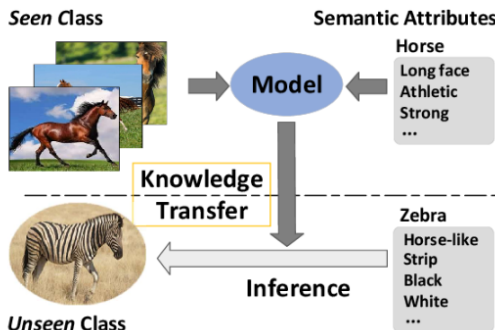 Seen Class
Semantic Attributes
Model
Horse
Long face
Athletic
Strong
...
Knowledge
Transfer
Zebra
Horse-like
Strip
Black
White
...
Inference
Unseen Class